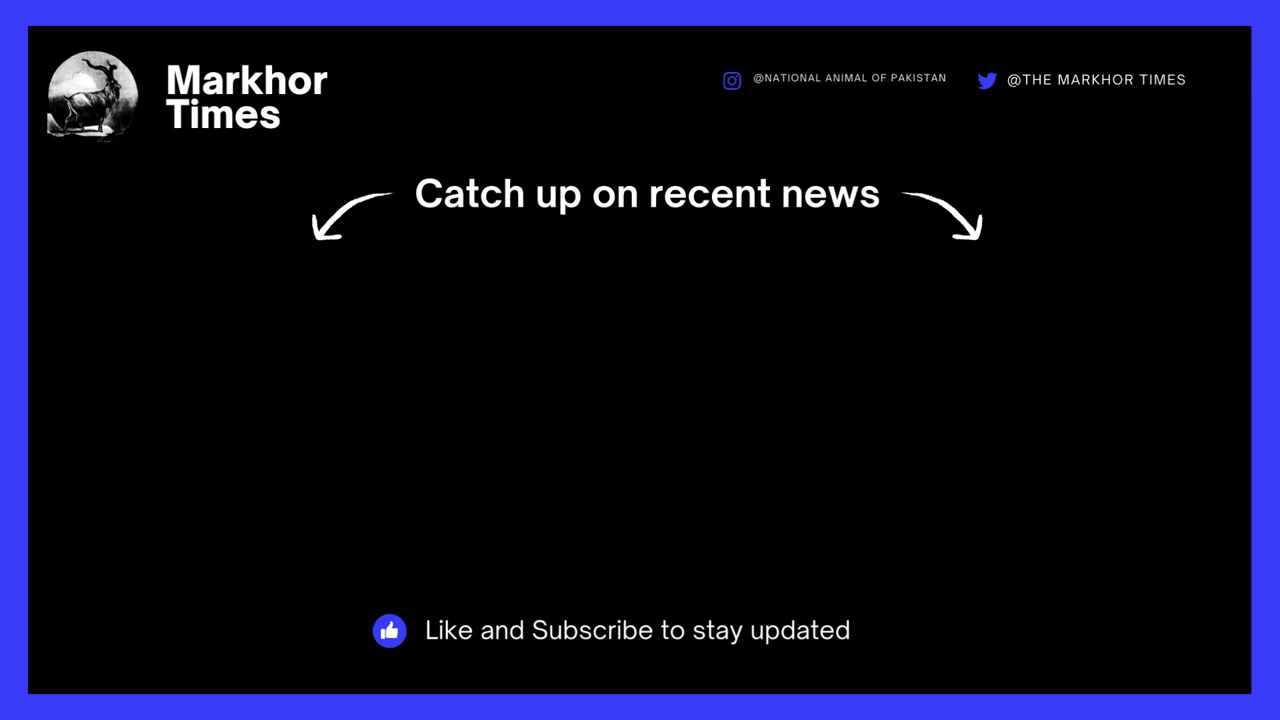 Markhor
Times
@NATIONAL ANIMAL OF PAKISTAN
@THE MARKHOR TIMES
Catch up on recent news
Like and Subscribe to stay updated